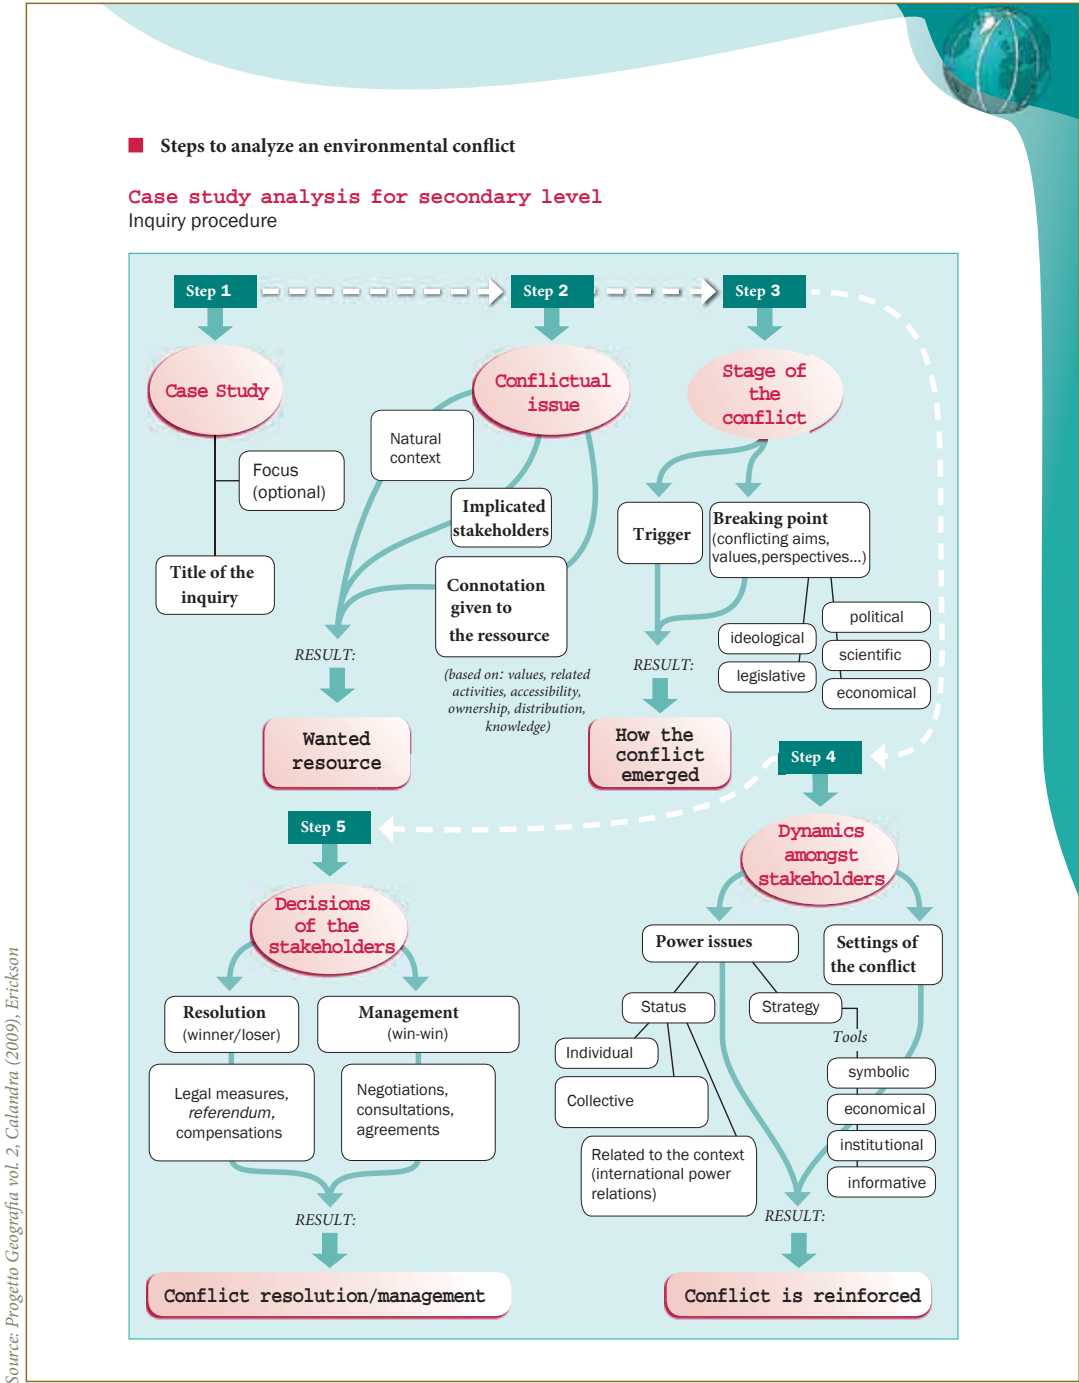 Steps to analyze an environmental conflict
Case study analysis for secondary level
Inquiry procedure
Step 1
Step 2
Step 3
Case Study
Focus
(optional)
Title of the
inquiry
Conflictual
issue
Natural
context
Implicated
stakeholders
Connotation
given to
the ressource
(based on: values, related
activities, accessibility,
ownership, distribution,
knowledge)
RESULT:
Wanted
resource
Stage of
the
conflict
Trigger
Breaking point
(conflicting aims,
values,perspectives...)
ideological
legislative
political
scientific
economical
RESULT:
How the
conflict
emerged
Step 4
Dynamics
amongst
stakeholders
Power issues
Settings of
the conflict
Status
Strategy
Tools
Individual
Collective
Related to the context
(international power
relations)
symbolic
economical
institutional
informative
RESULT:
Conflict is reinforced
Step 5
Decisions
of the
stakeholders
Resolution
(winner/loser)
Management
(win-win)
Legal measures,
referendum,
compensations
Negotiations,
consultations,
agreements
RESULT:
Conflict resolution/management
Source: Progetto Geografia vol. 2, Calandra (2009), Erickson